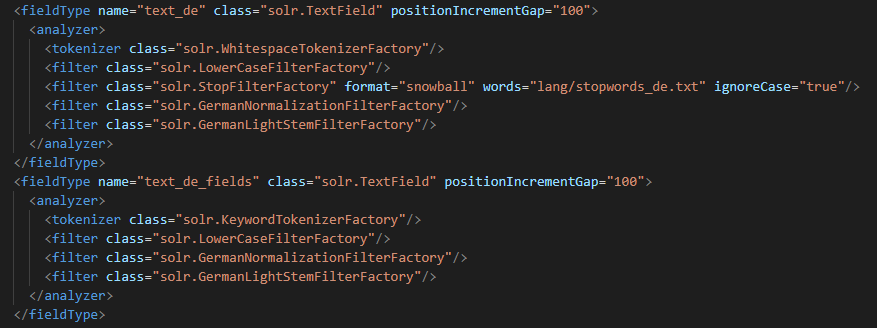 <fieldType name="text_de" class="solr.TextField" positionIncrementGap="100">
<analyzer>
<tokenizer class="solr.WhitespaceTokenizerFactory"/>
<filter class="solr.LowerCaseFilterFactory"/>
<filter class="solr.StopFilterFactory" format="snowball" words="lang/stopwords_de.txt" ignoreCase="true"/>
<filter class="solr.GermanNormalizationFilterFactory"/>
<filter class="solr.GermanLightStemFilterFactory"/>
</analyzer>
</fieldType>
<fieldType name="text_de_fields" class="solr.TextField" positionIncrementGap="100">
<analyzer>
<tokenizer class="solr.KeywordTokenizerFactory"/>
<filter class="solr.LowerCaseFilterFactory"/>
<filter class="solr.GermanNormalizationFilterFactory"/>
<filter class="solr.GermanLightStemFilterFactory"/>
</analyzer>
</fieldType>